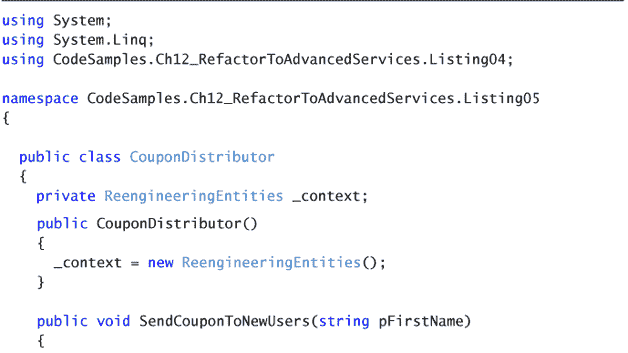 using System;
using System.Linq;
using CodeSamples.Ch12_RefactorToAdvancedServices.Listing04;
namespace CodeSamples.Ch12_RefactorToAdvancedServices.Listing05
{
public class CouponDistributor
{
private ReengineeringEntities _context;
public CouponDistributor()
{
_context = new ReengineeringEntities();
}
public void SendCouponToNewUsers(string pFirstName)
{